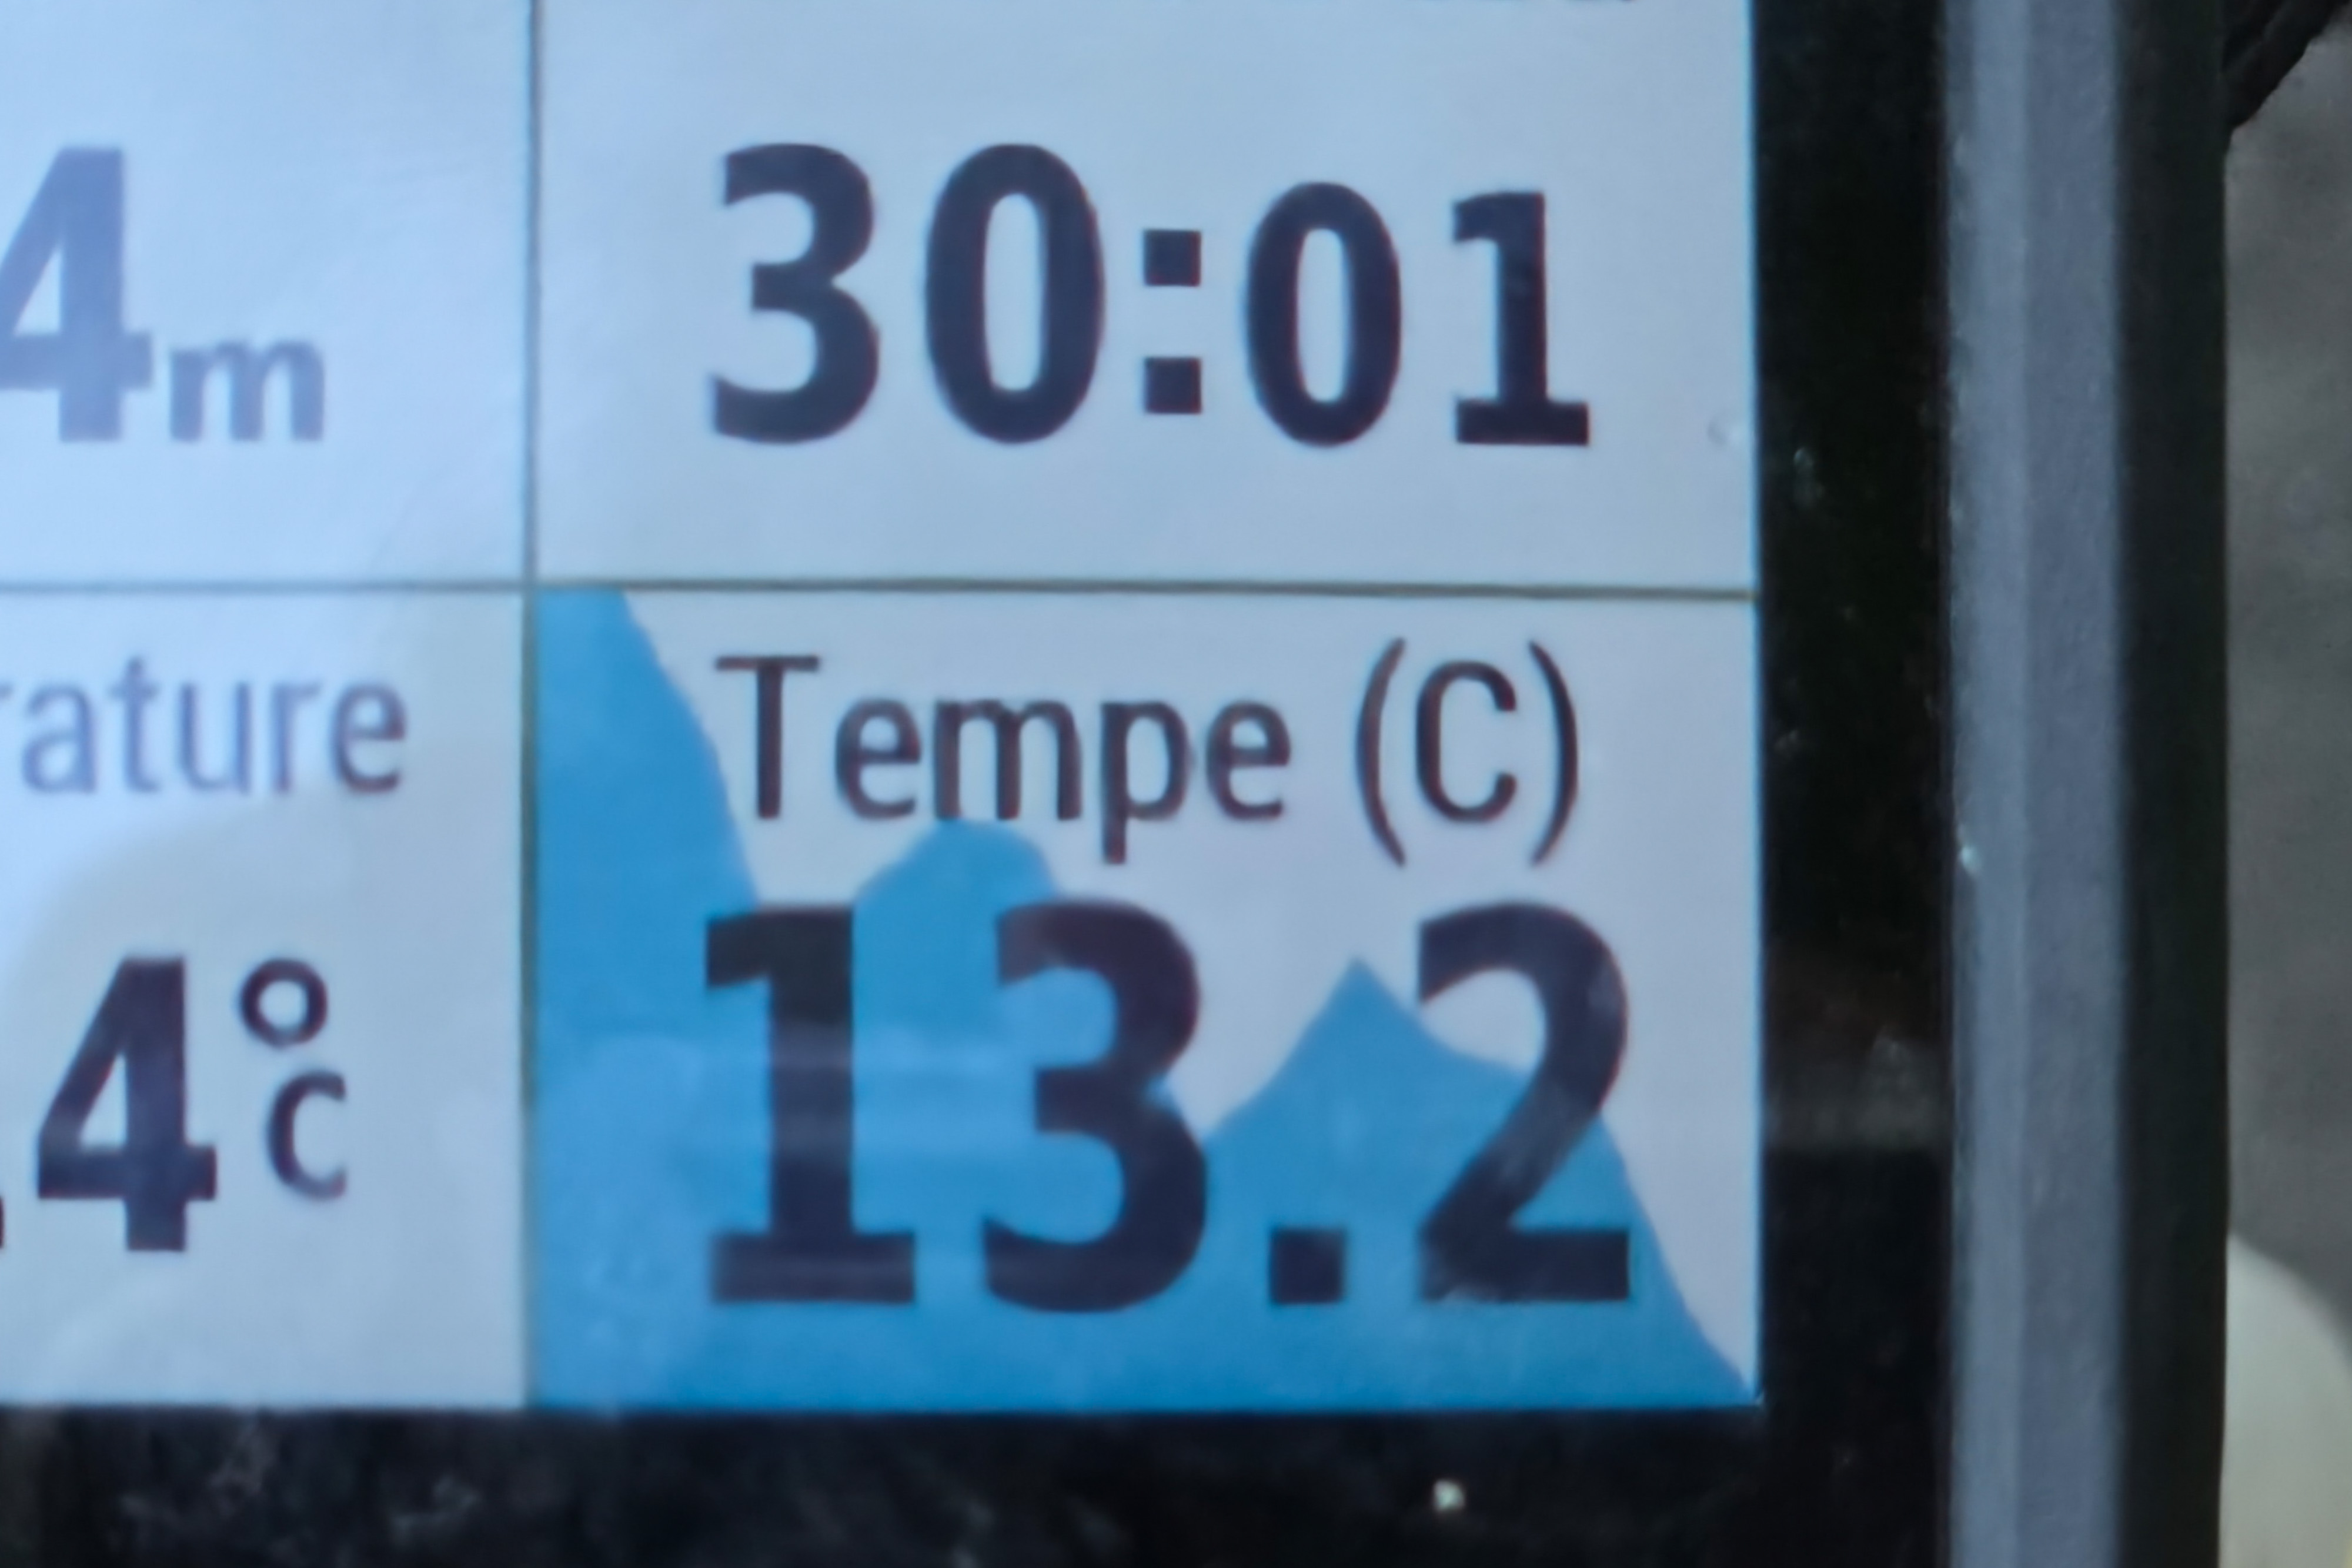 4m
30:01
rature
Tempe (C)
.4°C
13.2